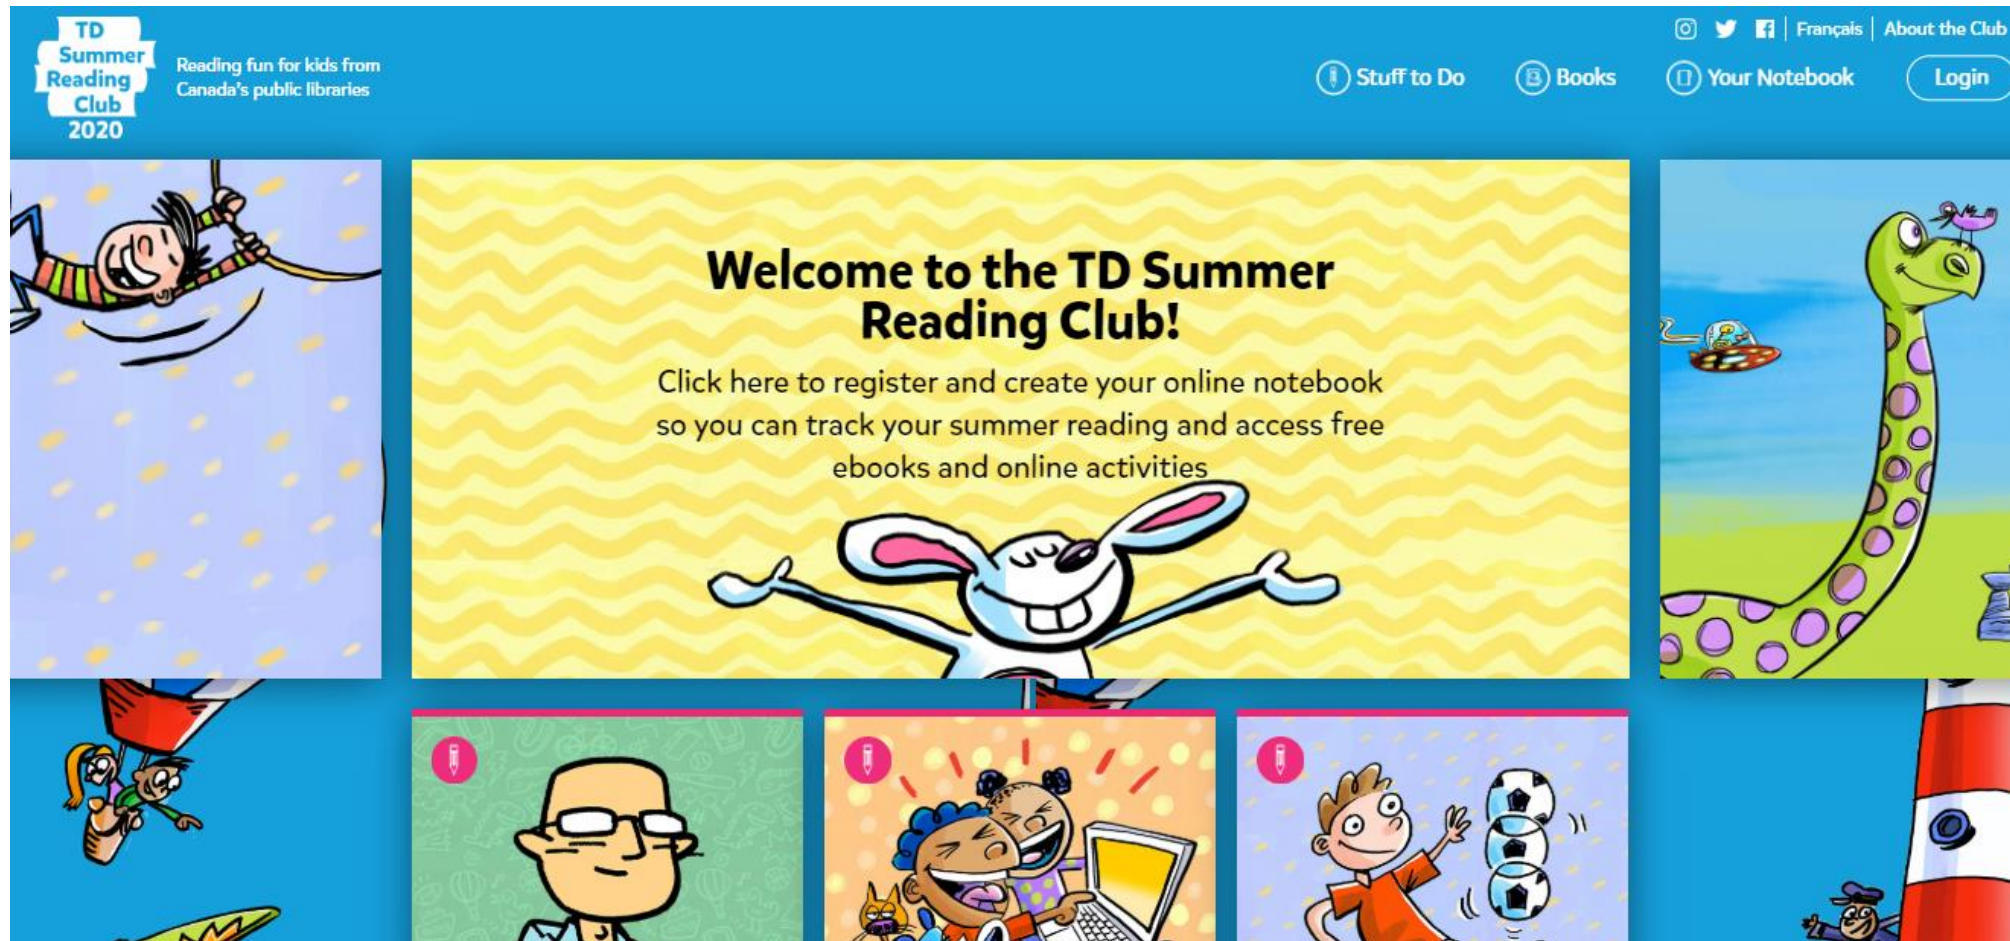 TD
Summer
Reading
Club
2020
Reading fun for kids from
Canada's public libraries
Français
About the Club
Stuff to Do
Books
Your Notebook
Login
Welcome to the TD Summer
Reading Club!
Click here to register and create your online notebook
so you can track your summer reading and access free
ebooks and online activities